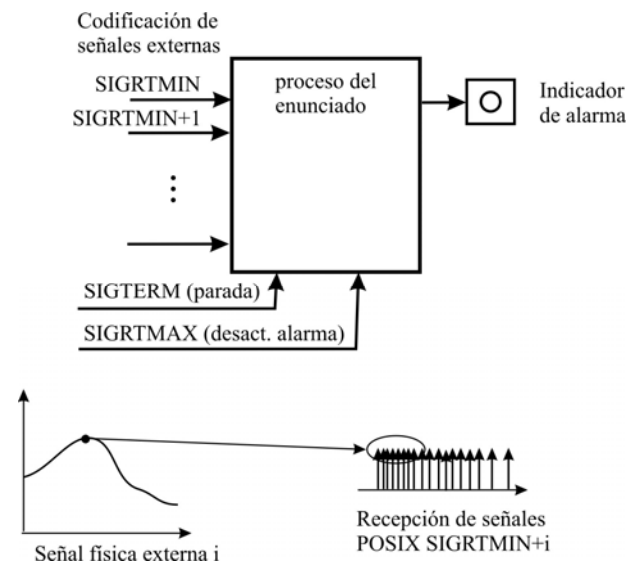 Codificación de
señales externas
SIGRTMIN
SIGRTMIN+1
proceso del
enunciado
Indicador
de alarma
SIGTERM (parada)
SIGRTMAX (desact. alarma)
Señal física externa i
Recepción de señales
POSIX SIGRTMIN+i